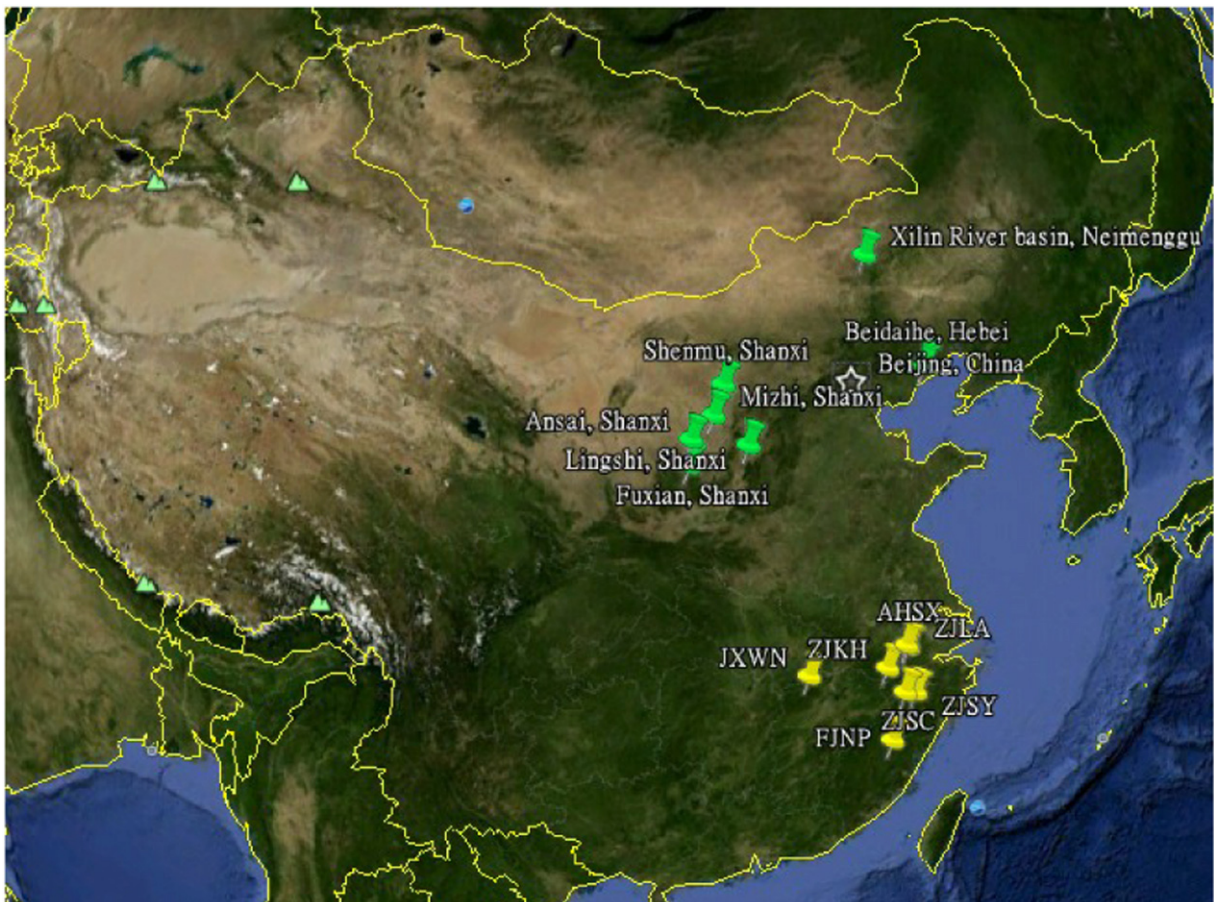 Xilin River basin, Neimenggu
Beidaihe, Hebei
Shenmu, Shanxi
Beijing, China
Mizhi, Shanxi
Ansai, Shanxi
Lingshi, Shanxi
Fuxian, Shanxi
AHSX
ZJLA
ZJKH
JXWN
ZJSY
ZJSC
FJNP